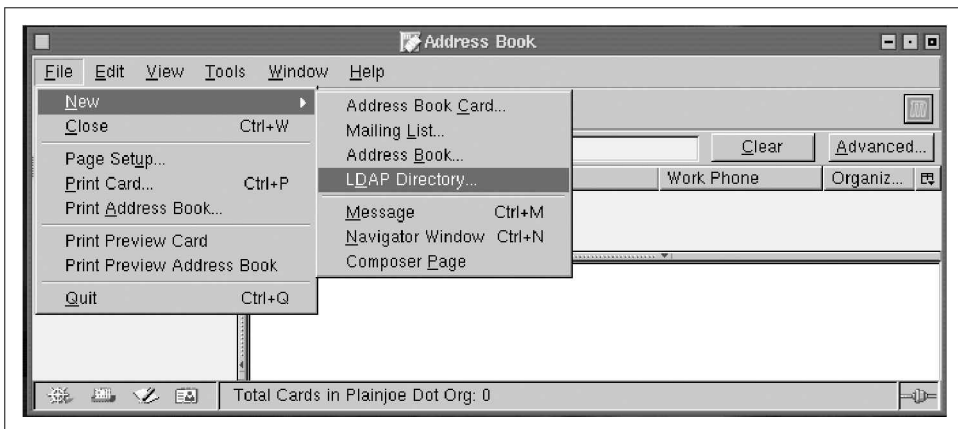 Address Book
File Edit View Tools Window Help
New
Close Ctrl+W
Page Setup...
Print Card... Ctrl+P
Print Address Book...
Print Preview Card
Print Preview Address Book
Quit Ctrl+Q
Address Book Card...
Mailing List...
Address Book...
LDAP Directory...
Message Ctrl+M
Navigator Window Ctrl+N
Composer Page
Clear Advanced...
Work Phone Organiz...
Total Cards in Plainjoe Dot Org: 0